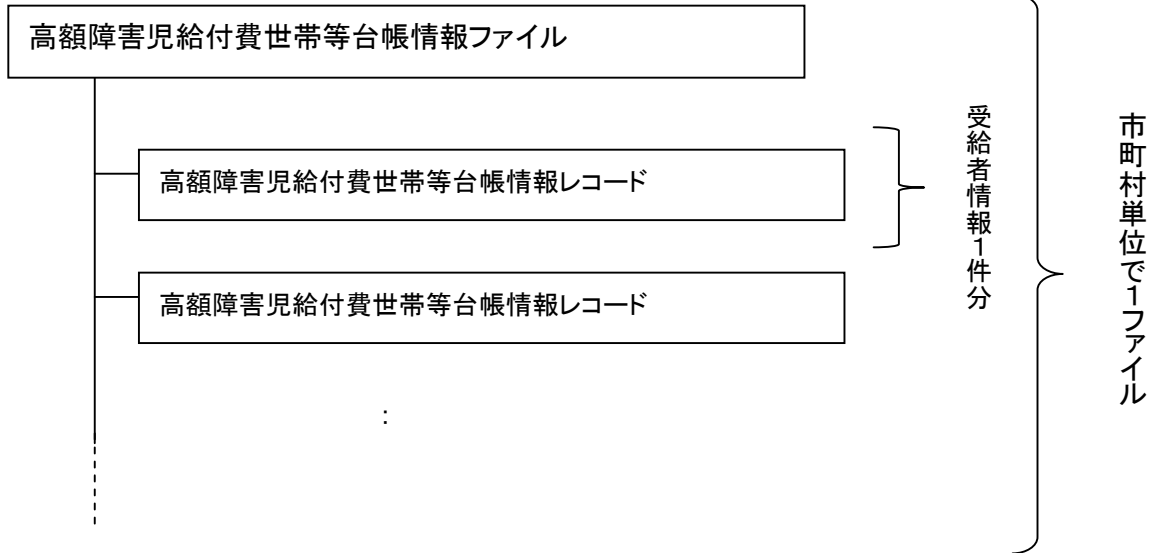 高額障害児給付費世帯等台帳情報ファイル
高額障害児給付費世帯等台帳情報レコード
高額障害児給付費世帯等台帳情報レコード
:
受給者情報1件分
市町村単位で1ファイル